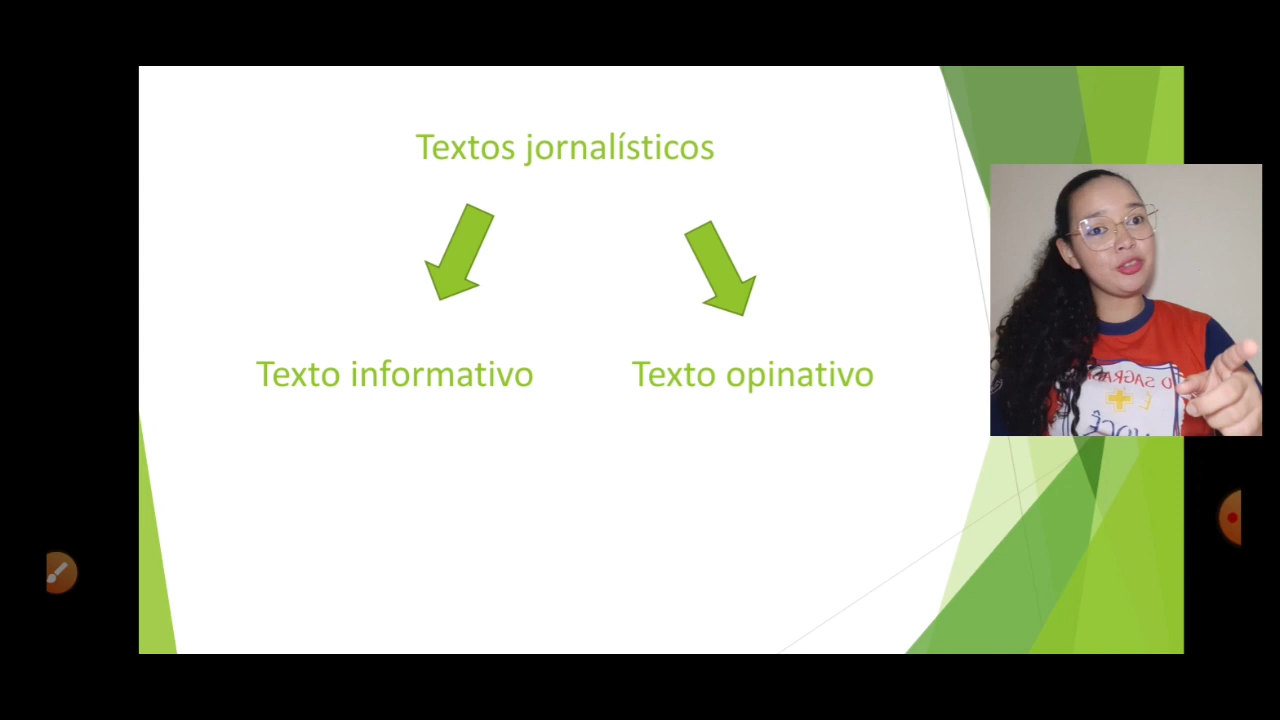 Textos jornalísticos
Texto informativo
Texto opinativo